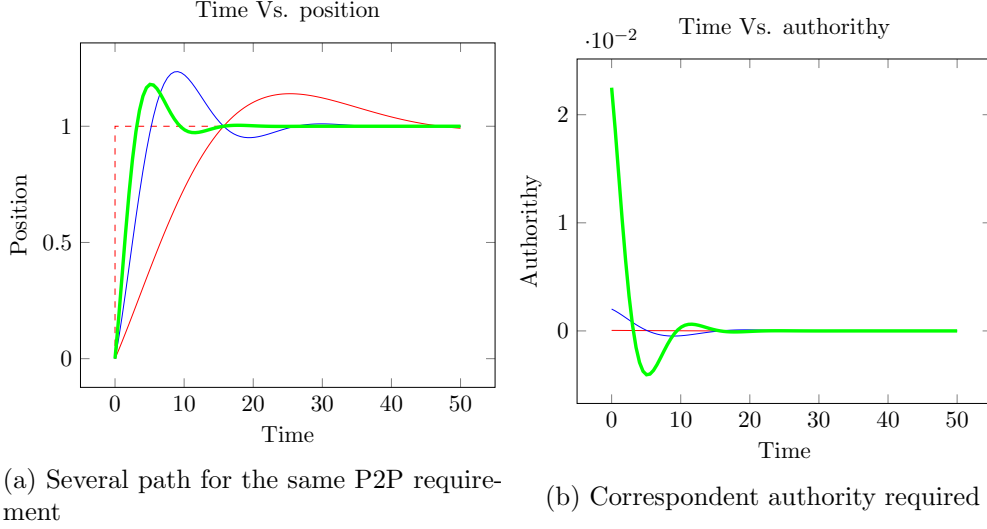 Time Vs. position
1
0.5
0
Position
0 10 20 30 40 50
Time
(a) Several path for the same P2P require-
ment
·10⁻²
Time Vs. authorithy
2
1
0
Authorithy
0 10 20 30 40 50
Time
(b) Correspondent authority required